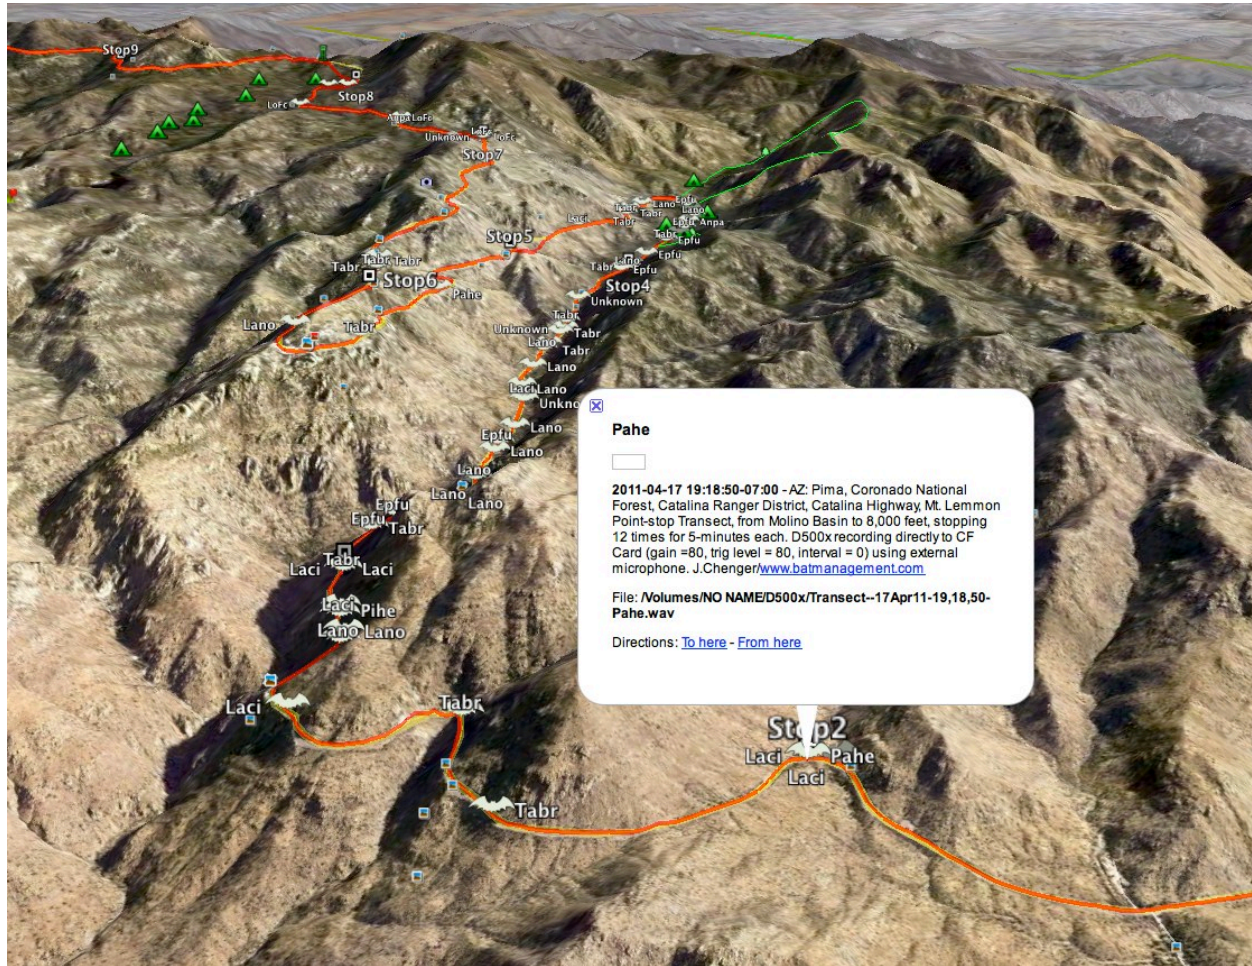 Stop9
Stop8
LoFc
AnpaLoFc
Unknown LoFc LoFc
Stop7
Tabr Lano Epfu
Laci Tabr Lano
Tabr Epfu Anpa
Stop5 Tabr Epfu
Tabr Tabr Tabr Epfu
Tabr Lano Epfu
Stop6 Stop4
Pahe Unknown
Lano Tabr Tabr
Unknown Tabr
Lano Tabr
Lano
Laci Lano
Pahe
2011-04-17 19:18:50-07:00 - AZ: Pima, Coronado National
Forest, Catalina Ranger District, Catalina Highway, Mt. Lemmon
Point-stop Transect, from Molino Basin to 8,000 feet, stopping
12 times for 5-minutes each. D500x recording directly to CF
Card (gain =80, trig level = 80, interval = 0) using external
microphone. J.Chenger/www.batmanagement.com
File: /Volumes/NO NAME/D500x/Transect--17Apr11-19,18,50-
Pahe.wav
Directions: To here - From here
Lano
Epfu Lano
Lano
Lano Lano
Epfu
Epfu Tabr
Tabr
Laci Laci
Laci Pihe
Lano Lano
Laci Tabr
Stop2
Laci Pahe
Laci
Tabr